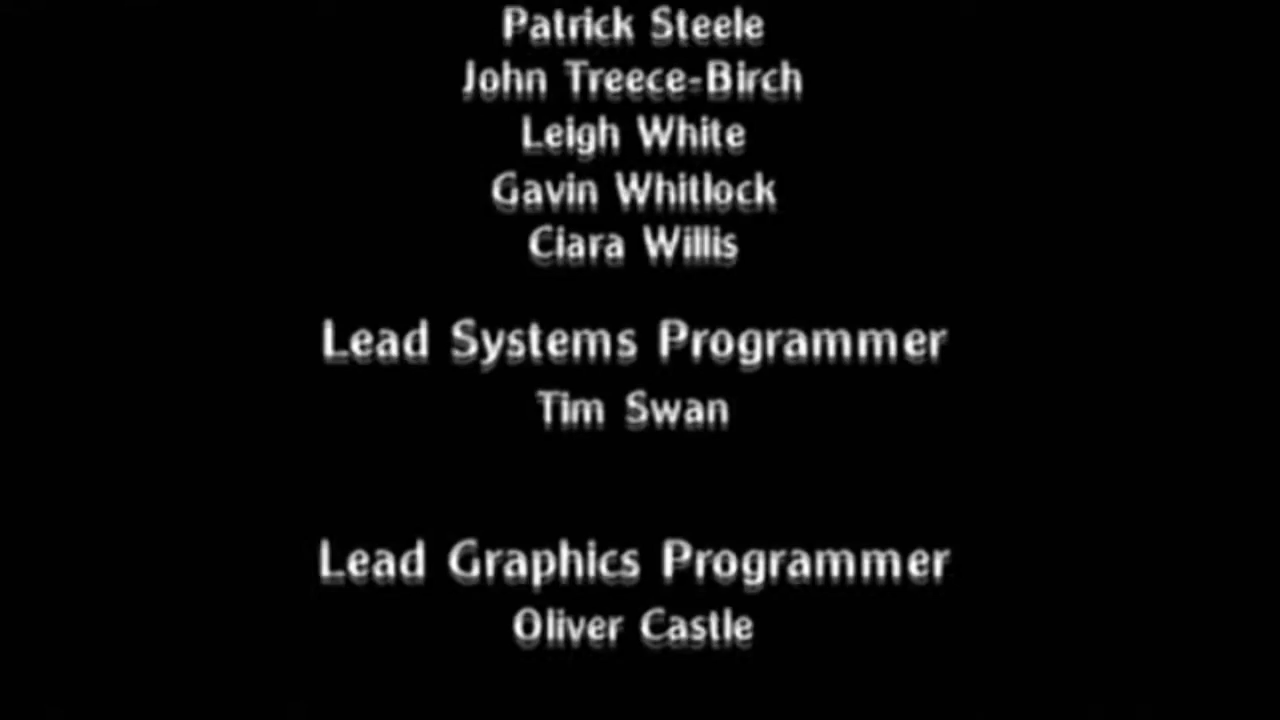 Patrick Steele
John Treece-Birch
Leigh White
Gavin Whitlock
Ciara Willis
Lead Systems Programmer
Tim Swan
Lead Graphics Programmer
Oliver Castle